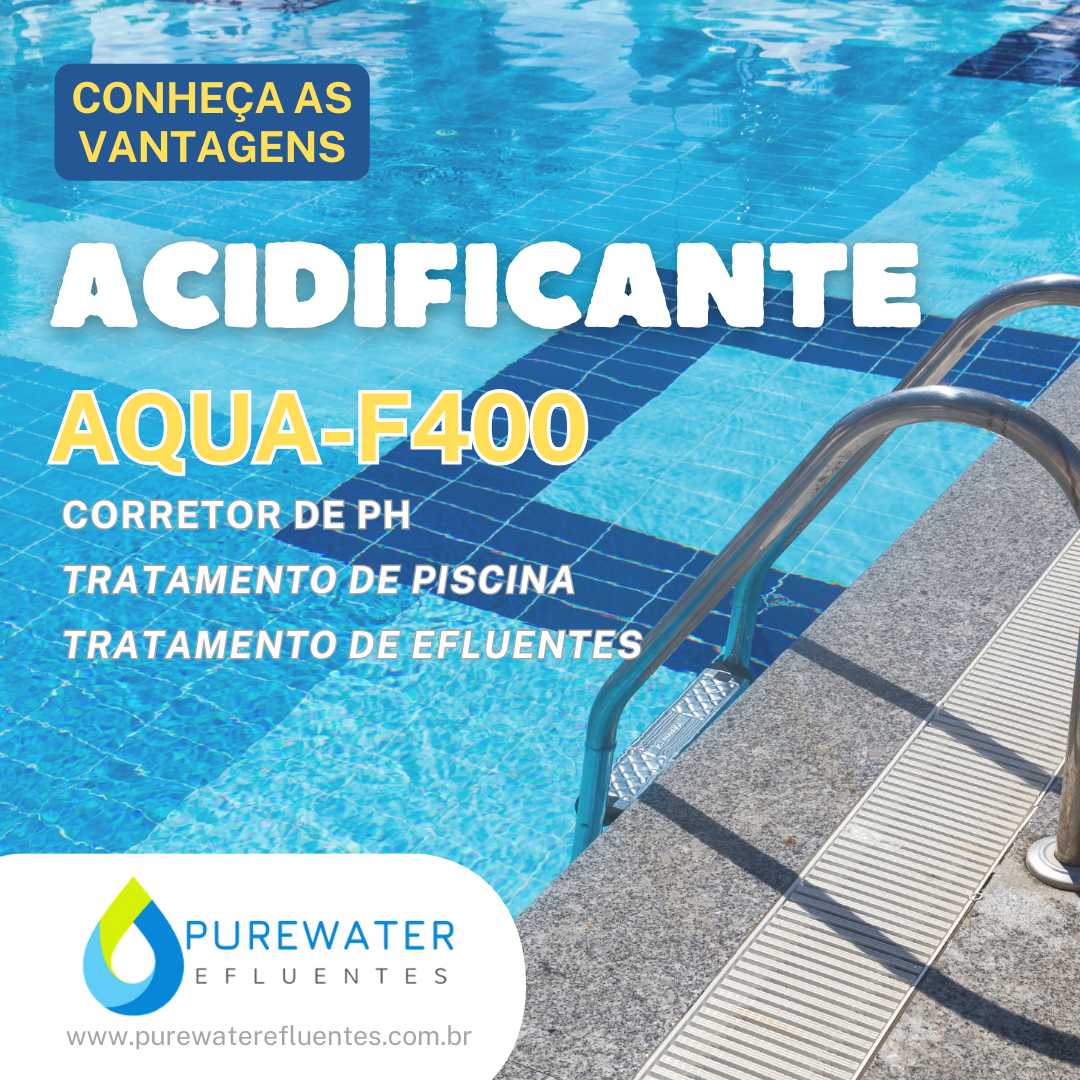 CONHEÇA AS
VANTAGENS
ACIDIFICANTE
AQUA-F400
CORRETOR DE PH
TRATAMENTO DE PISCINA
TRATAMENTO DE EFLUENTES
PUREWATER
EFLUENTES
www.purewaterefluentes.com.br